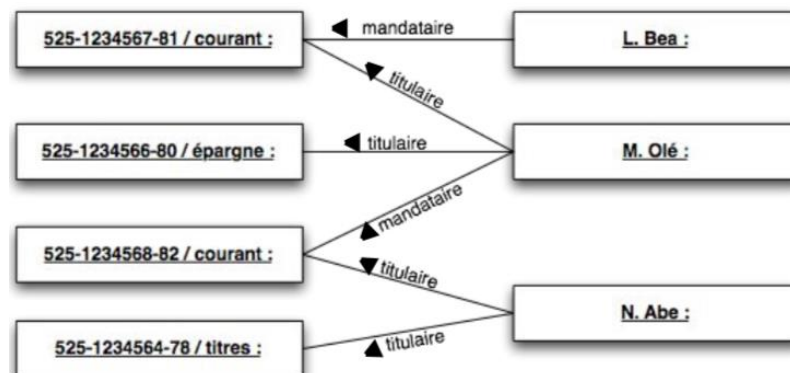 525-1234567-81 / courant :
mandataire
L. Bea :
titulaire
525-1234566-80 / épargne :
titulaire
M. Olé :
mandataire
525-1234568-82 / courant :
titulaire
N. Abe :
525-1234564-78 / titres :
titulaire